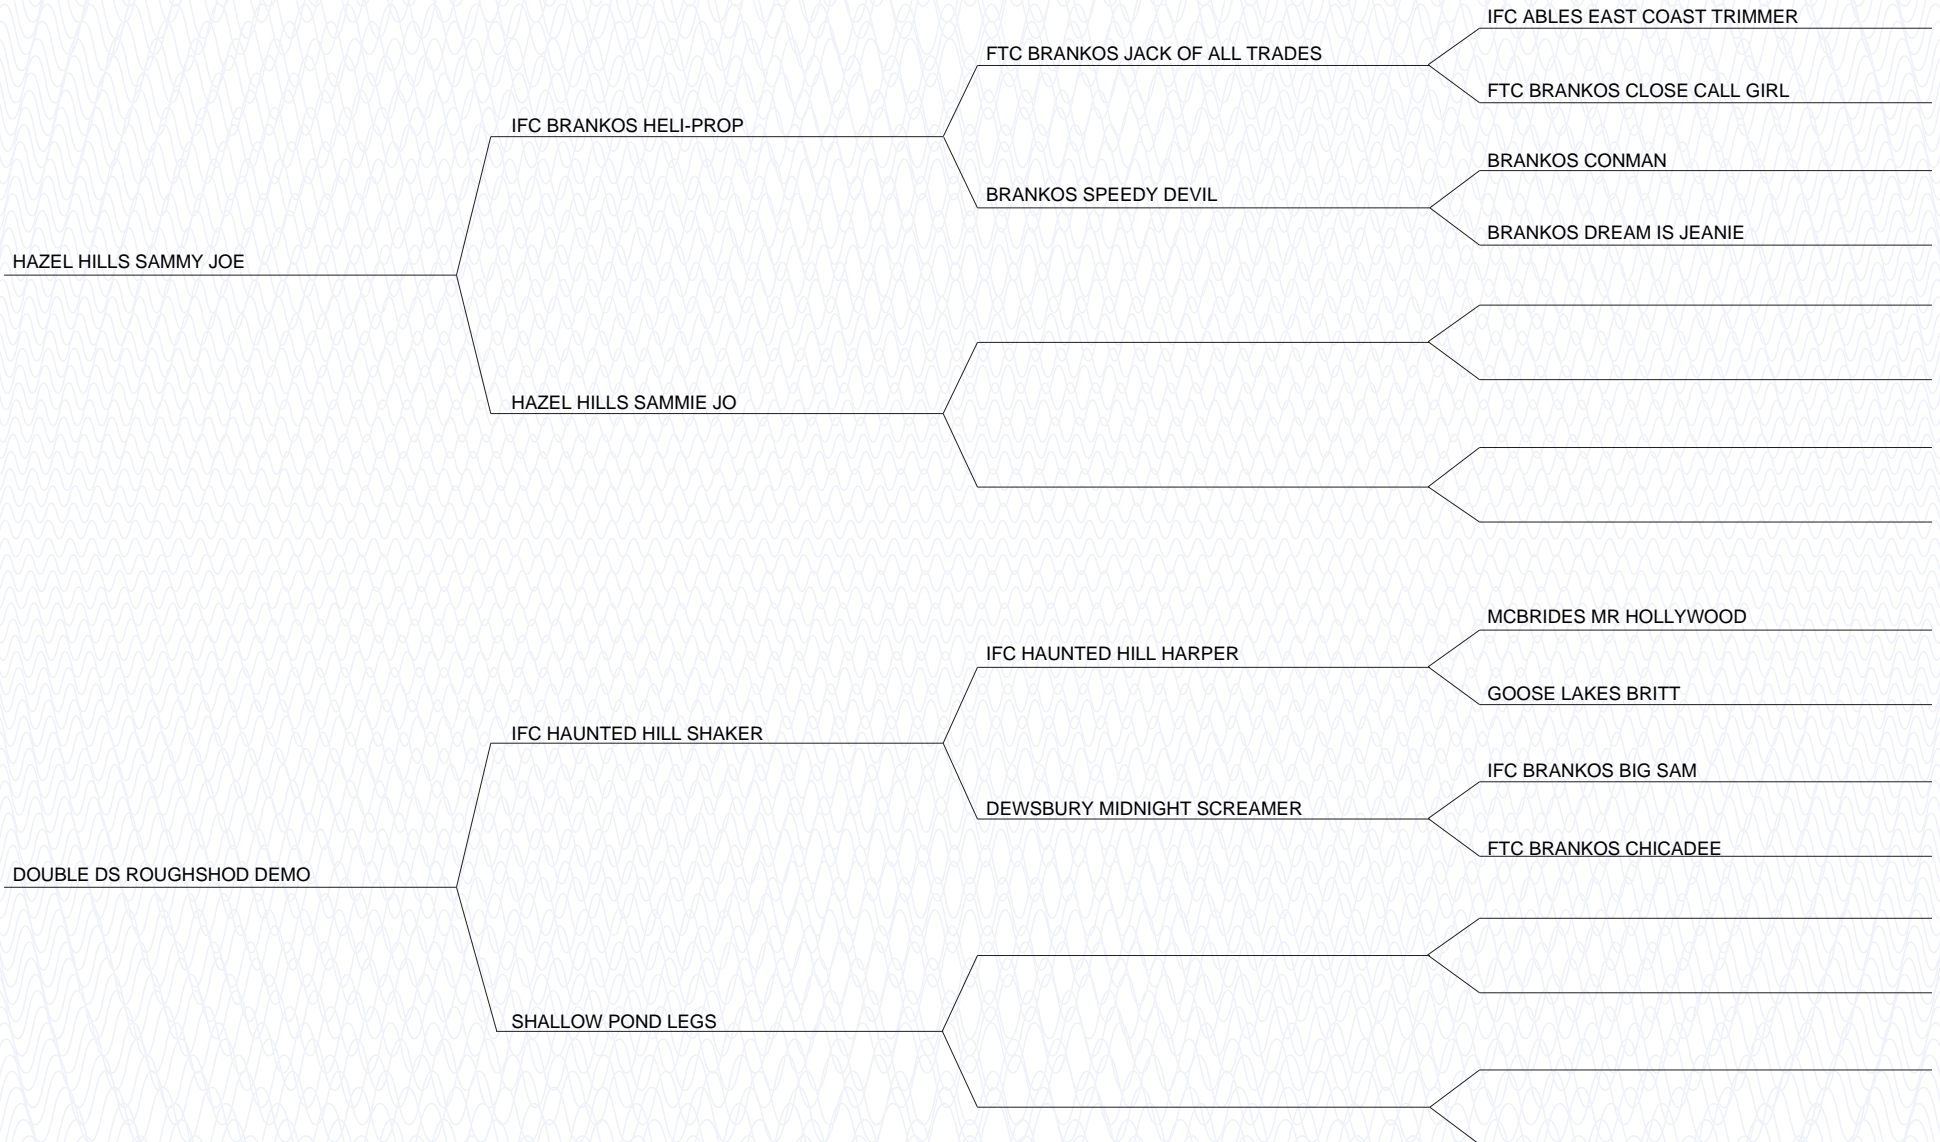 IFC ABLES EAST COAST TRIMMER
FTC BRANKOS JACK OF ALL TRADES
FTC BRANKOS CLOSE CALL GIRL
IFC BRANKOS HELI-PROP
BRANKOS CONMAN
BRANKOS SPEEDY DEVIL
BRANKOS DREAM IS JEANIE
HAZEL HILLS SAMMY JOE
HAZEL HILLS SAMMIE JO
MCBRIDES MR HOLLYWOOD
IFC HAUNTED HILL HARPER
GOOSE LAKES BRITT
IFC HAUNTED HILL SHAKER
IFC BRANKOS BIG SAM
DEWSBURY MIDNIGHT SCREAMER
FTC BRANKOS CHICADEE
DOUBLE DS ROUGHSHOD DEMO
SHALLOW POND LEGS